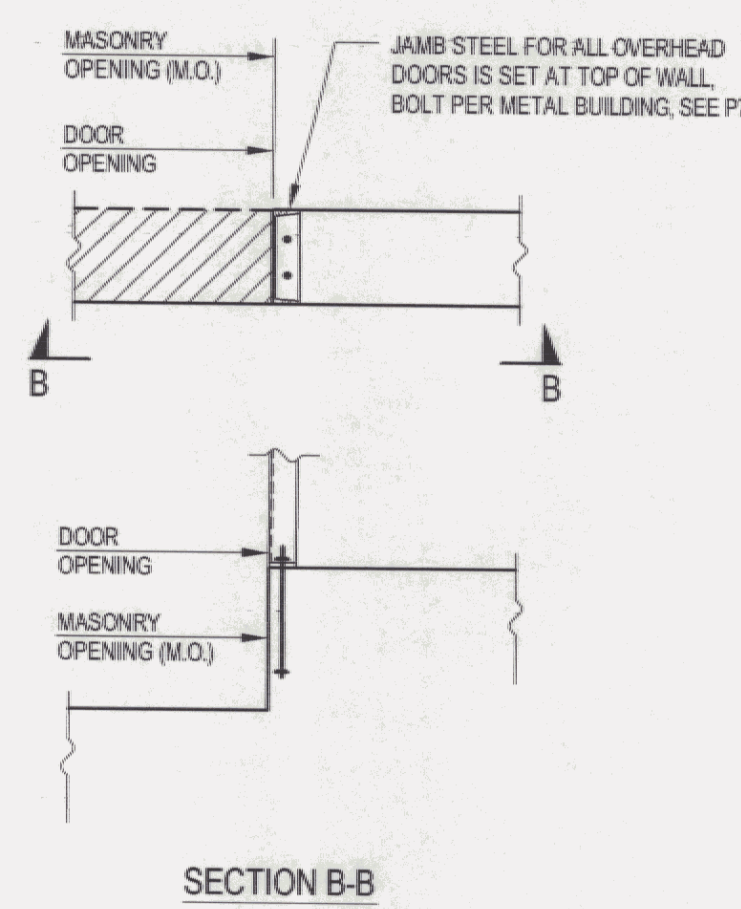 MASONRY
OPENING (M.O.)
JAMB STEEL FOR ALL OVERHEAD
DOORS IS SET AT TOP OF WALL,
BOLT PER METAL BUILDING, SEE
DOOR
OPENING
B
B
DOOR
OPENING
MASONRY
OPENING (M.O.)
SECTION B-B